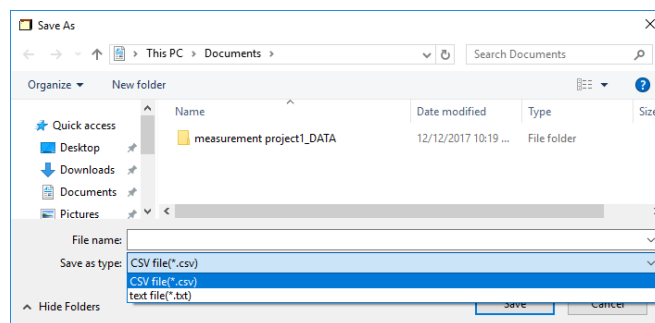 Save As
This PC > Documents >
Search Documents
Organize
New folder
Name
Date modified
Type
Size
Quick access
Desktop
Downloads
Documents
Pictures
measurement project1_DATA
12/12/2017 10:19 ...
File folder
File name:
Save as type: CSV file(*.csv)
CSV file(*.csv)
text file(*.txt)
Hide Folders
Save
Cancel